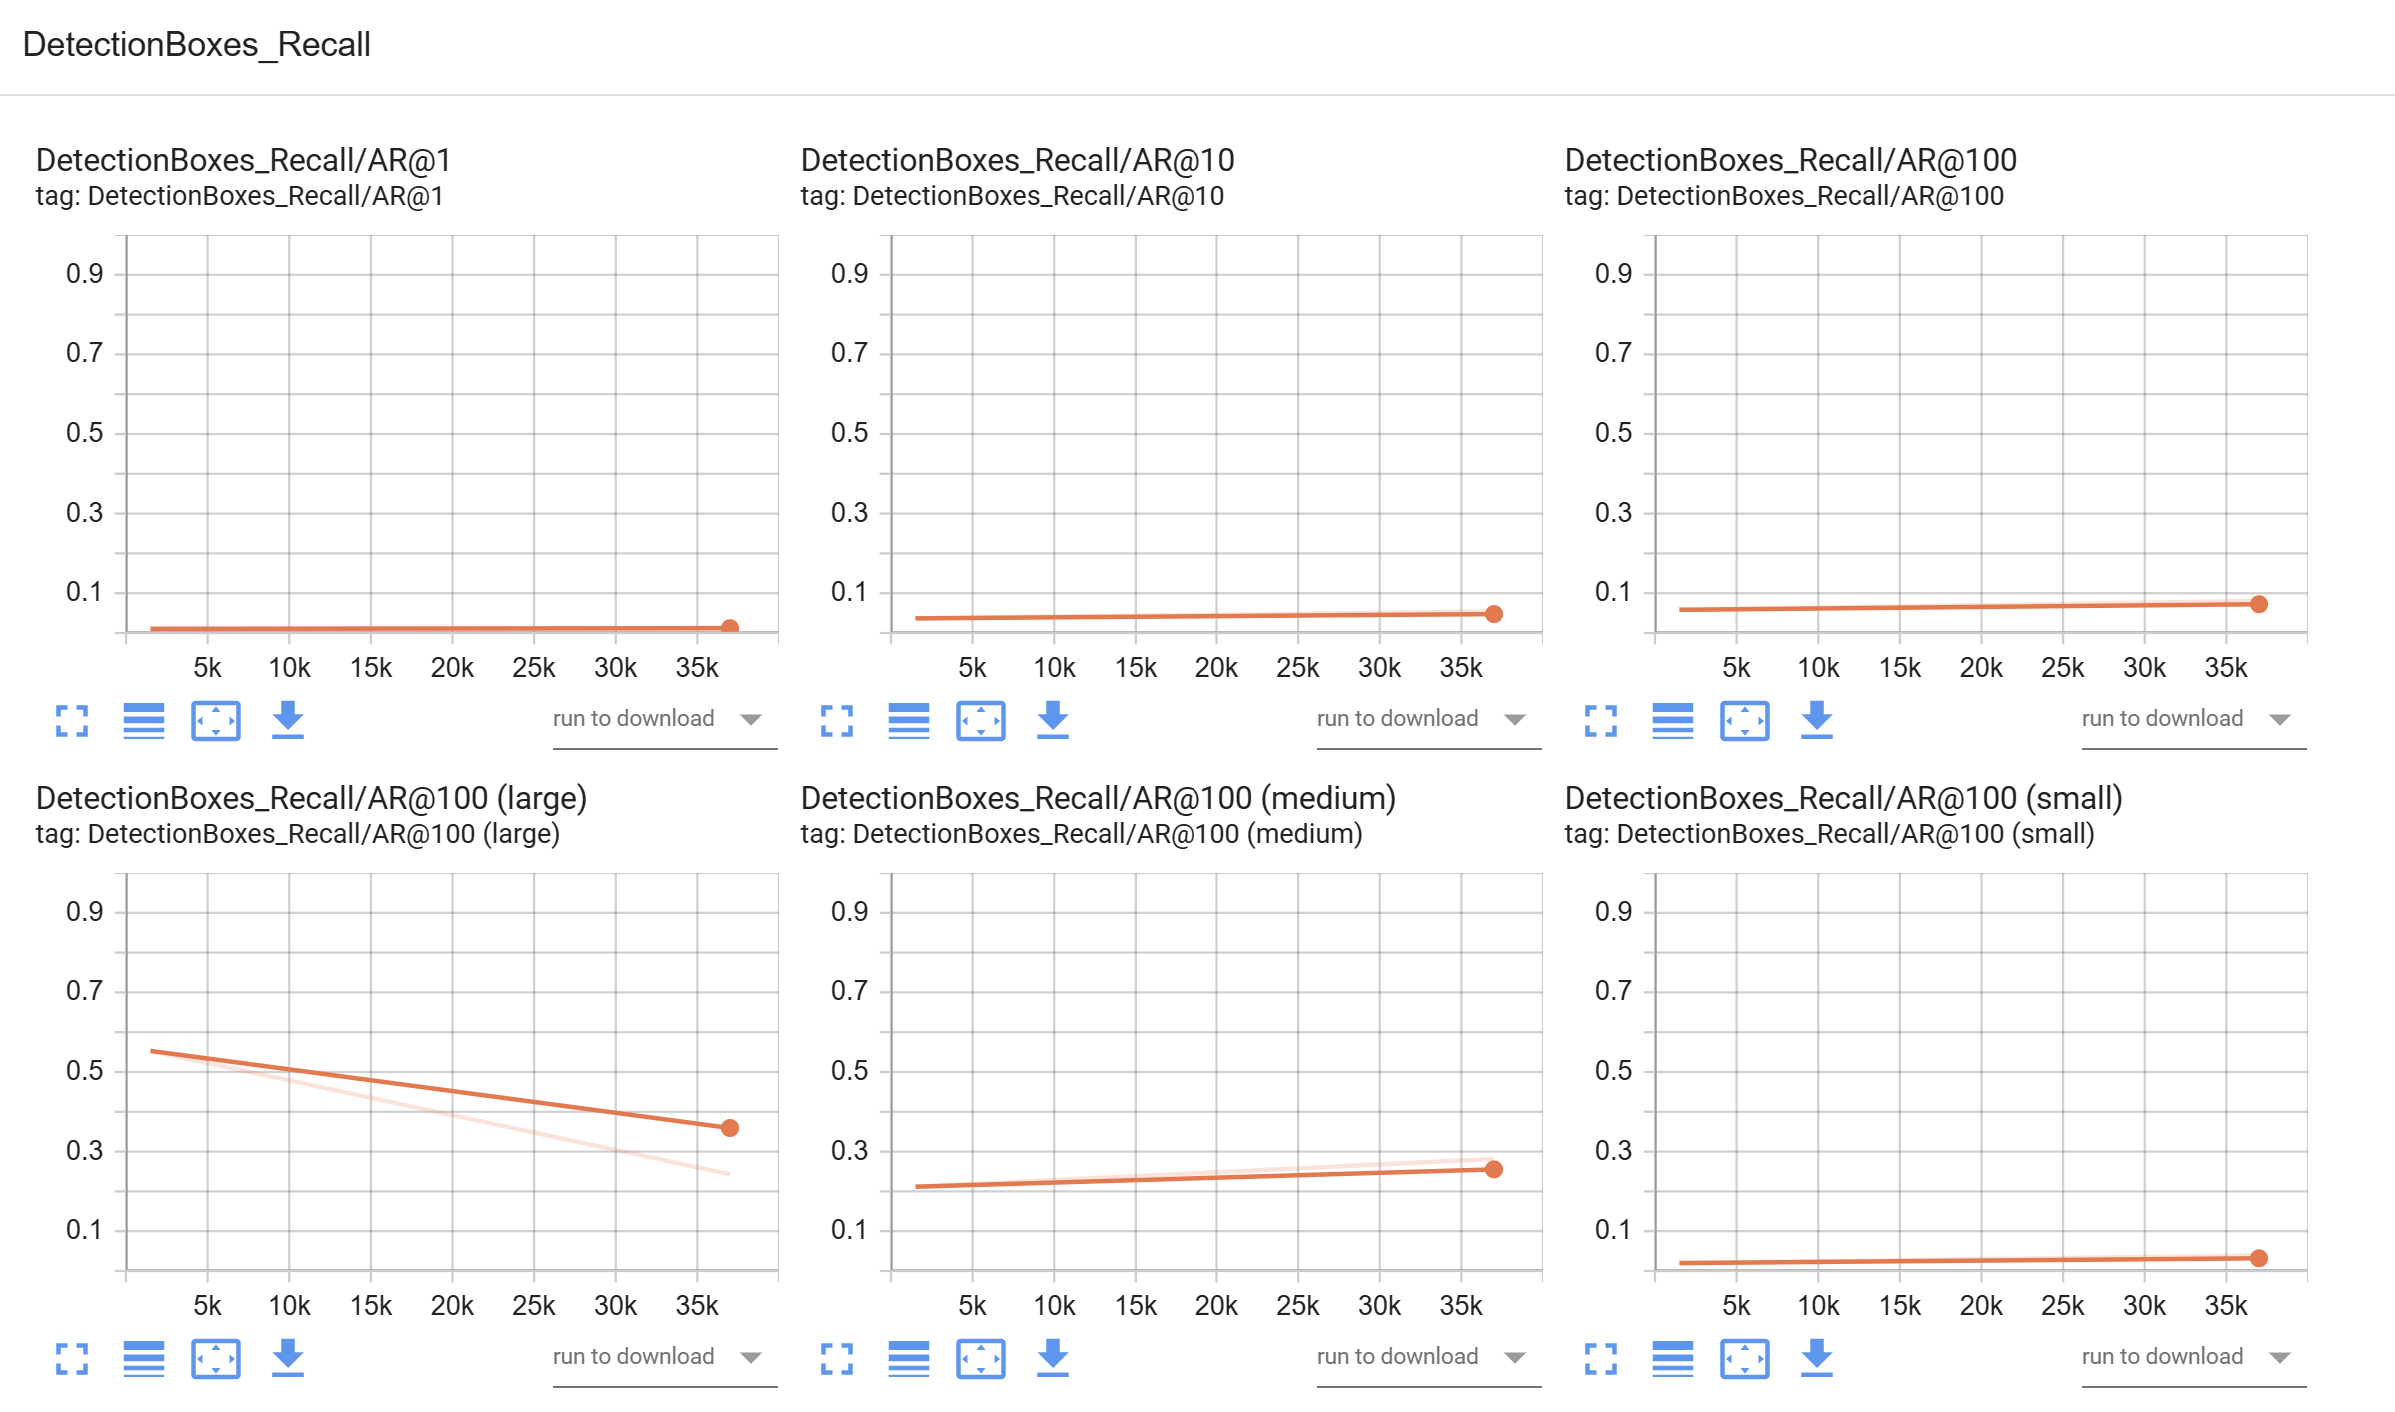 DetectionBoxes_Recall
DetectionBoxes_Recall/AR@1
tag: DetectionBoxes_Recall/AR@1
0.9
0.7
0.5
0.3
0.1
5k 10k 15k 20k 25k 30k 35k
run to download
DetectionBoxes_Recall/AR@10
tag: DetectionBoxes_Recall/AR@10
0.9
0.7
0.5
0.3
0.1
5k 10k 15k 20k 25k 30k 35k
run to download
DetectionBoxes_Recall/AR@100
tag: DetectionBoxes_Recall/AR@100
0.9
0.7
0.5
0.3
0.1
5k 10k 15k 20k 25k 30k 35k
run to download
DetectionBoxes_Recall/AR@100 (large)
tag: DetectionBoxes_Recall/AR@100 (large)
0.9
0.7
0.5
0.3
0.1
5k 10k 15k 20k 25k 30k 35k
run to download
DetectionBoxes_Recall/AR@100 (medium)
tag: DetectionBoxes_Recall/AR@100 (medium)
0.9
0.7
0.5
0.3
0.1
5k 10k 15k 20k 25k 30k 35k
run to download
DetectionBoxes_Recall/AR@100 (small)
tag: DetectionBoxes_Recall/AR@100 (small)
0.9
0.7
0.5
0.3
0.1
5k 10k 15k 20k 25k 30k 35k
run to download